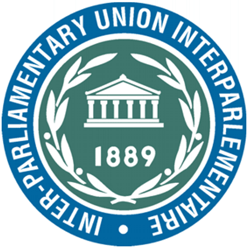 INTER-PARLIAMENTARY UNION INTERPARLEMENTAIRE
1889